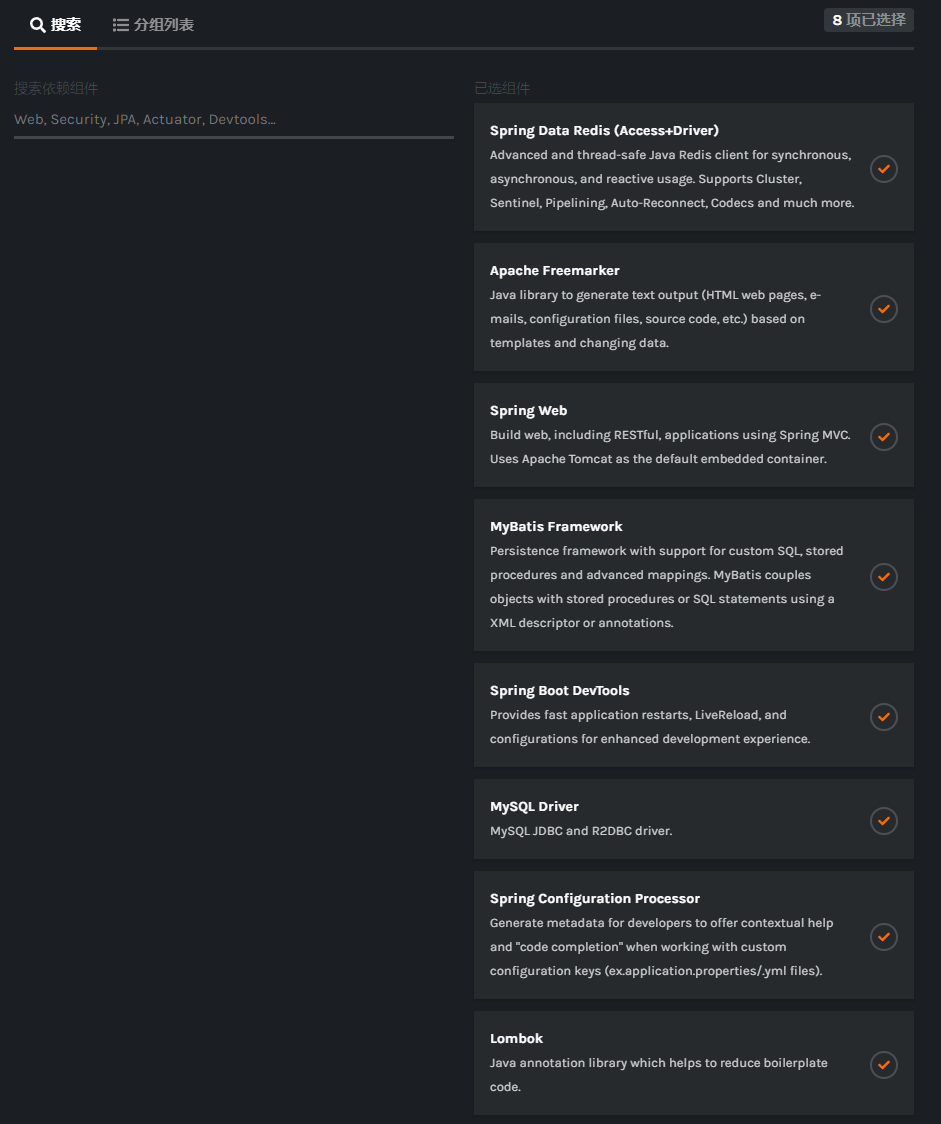 搜索
分组列表
8 项已选择
搜索依赖组件
Web, Security, JPA, Actuator, Devtools...
已选组件
Spring Data Redis (Access+Driver)
Advanced and thread-safe Java Redis client for synchronous,
asynchronous, and reactive usage. Supports Cluster,
Sentinel, Pipelining, Auto-Reconnect, Codecs and much more.
Apache Freemarker
Java library to generate text output (HTML web pages, e-
mails, configuration files, source code, etc.) based on
templates and changing data.
Spring Web
Build web, including RESTful, applications using Spring MVC.
Uses Apache Tomcat as the default embedded container.
MyBatis Framework
Persistence framework with support for custom SQL, stored
procedures and advanced mappings. MyBatis couples
objects with stored procedures or SQL statements using a
XML descriptor or annotations.
Spring Boot DevTools
Provides fast application restarts, LiveReload, and
configurations for enhanced development experience.
MySQL Driver
MySQL JDBC and R2DBC driver.
Spring Configuration Processor
Generate metadata for developers to offer contextual help
and "code completion" when working with custom
configuration keys (ex.application.properties/.yml files).
Lombok
Java annotation library which helps to reduce boilerplate
code.